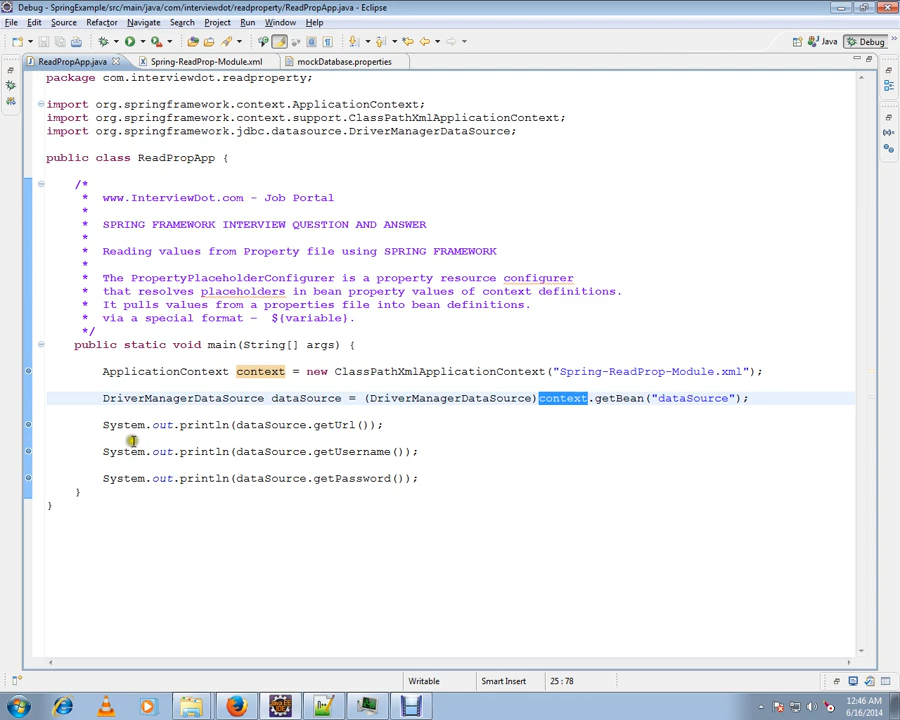 Debug - SpringExample/src/main/java/com/interviewdot/readproperty/ReadPropApp.java - Eclipse
File Edit Source Refactor Navigate Search Project Run Window Help
Java Debug
ReadPropApp.java Spring-ReadProp-Module.xml mockDatabase.properties
package com.interviewdot.readproperty;
import org.springframework.context.ApplicationContext;
import org.springframework.context.support.ClassPathXmlApplicationContext;
import org.springframework.jdbc.datasource.DriverManagerDataSource;
public class ReadPropApp {
/*
* www.InterviewDot.com - Job Portal
*
* SPRING FRAMEWORK INTERVIEW QUESTION AND ANSWER
*
* Reading values from Property file using SPRING FRAMEWORK
*
* The PropertyPlaceholderConfigurer is a property resource configurer
* that resolves placeholders in bean property values of context definitions.
* It pulls values from a properties file into bean definitions.
* via a special format – ${variable}.
*/
public static void main(String[] args) {
ApplicationContext context = new ClassPathXmlApplicationContext("Spring-ReadProp-Module.xml");
DriverManagerDataSource dataSource = (DriverManagerDataSource)context.getBean("dataSource");
System.out.println(dataSource.getUrl());
System.out.println(dataSource.getUsername());
System.out.println(dataSource.getPassword());
}
}
Writable Smart Insert 25 : 78
12:46 AM
6/16/2014